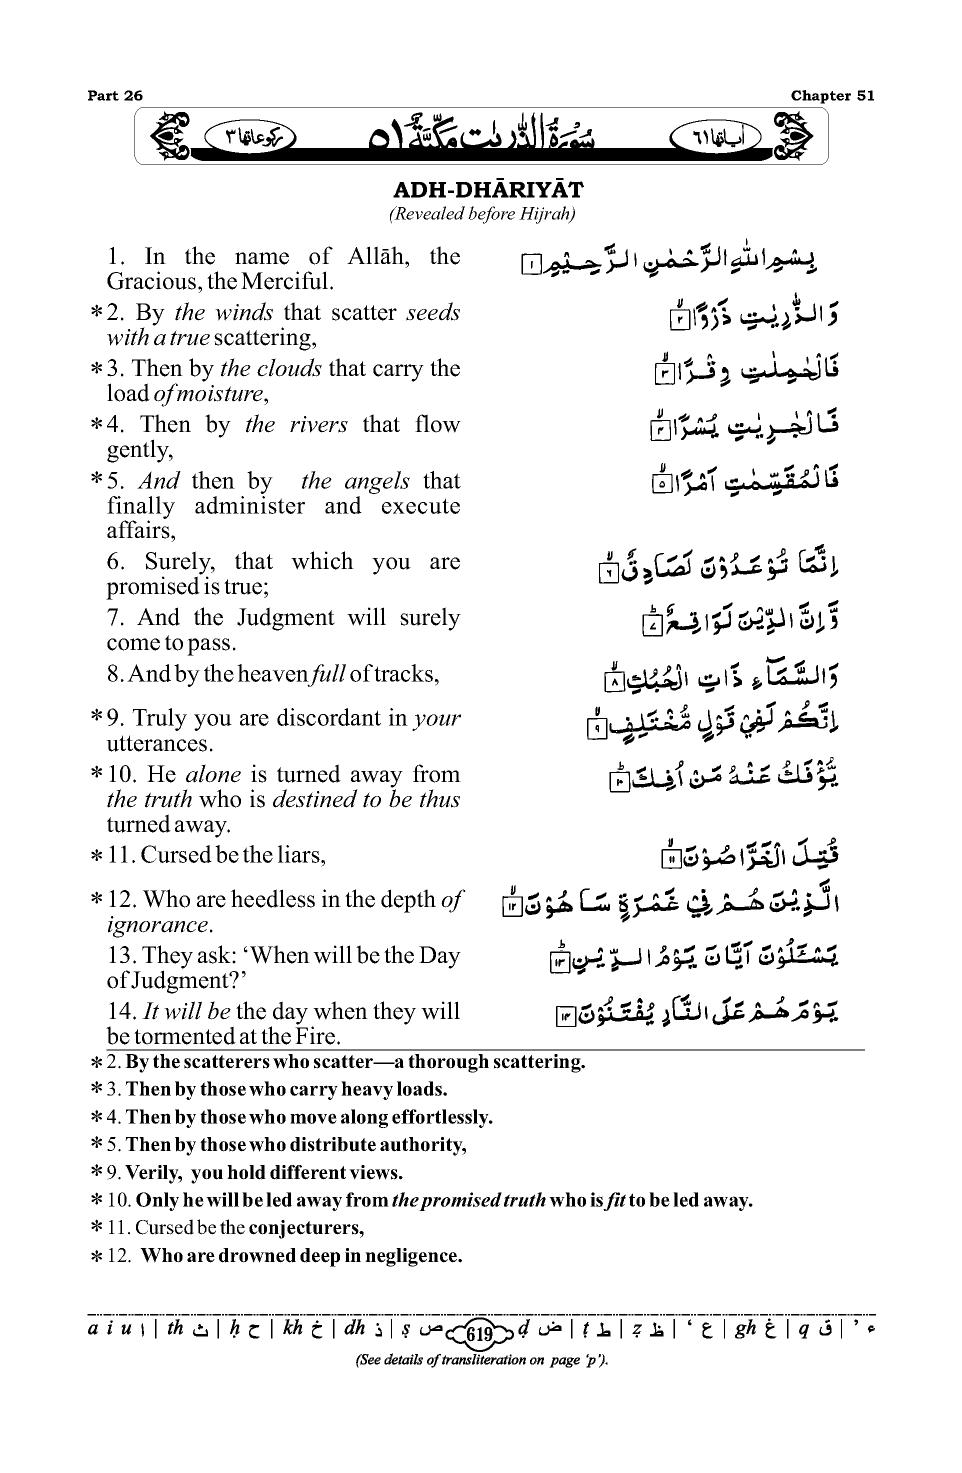 Part 26
Chapter 51
رکوعاتها ٣
سُوۡرَةُ الذّٰرِيٰتِ مَكِّيَّةٌ ٥١
اٰياتها ٦١
ADH-DHĀRIYĀT
(Revealed before Hijrah)
1. In the name of Allāh, the
Gracious, the Merciful.
بِسۡمِ اللّٰهِ الرَّحۡمٰنِ الرَّحِيۡمِ ١
*2. By the winds that scatter seeds
with a true scattering,
وَالذّٰرِيٰتِ ذَرۡوًا ٢
*3. Then by the clouds that carry the
load of moisture,
فَالۡحٰمِلٰتِ وِقۡرًا ٣
*4. Then by the rivers that flow
gently,
فَالۡجٰرِيٰتِ يُسۡرًا ٤
*5. And then by the angels that
finally administer and execute
affairs,
فَالۡمُقَسِّمٰتِ اَمۡرًا ٥
6. Surely, that which you are
promised is true;
اِنَّمَا تُوۡعَدُوۡنَ لَصَادِقٌ ٦
7. And the Judgment will surely
come to pass.
وَّاِنَّ الدِّيۡنَ لَوَاقِعٌ ٧
8. And by the heaven full of tracks,
وَالسَّمَآءِ ذَاتِ الۡحُبُكِ ٨
*9. Truly you are discordant in your
utterances.
اِنَّكُمۡ لَفِيۡ قَوۡلٍ مُّخۡتَلِفٍ ٩
*10. He alone is turned away from
the truth who is destined to be thus
turned away.
يُّؤۡفَكُ عَنۡهُ مَنۡ اُفِكَ ١٠
*11. Cursed be the liars,
قُتِلَ الۡخَرّٰصُوۡنَ ١١
*12. Who are heedless in the depth of
ignorance.
الَّذِيۡنَ هُمۡ فِيۡ غَمۡرَةٍ سَاهُوۡنَ ١٢
13. They ask: ‘When will be the Day
of Judgment?’
يَسۡـَٔلُوۡنَ اَيَّانَ يَوۡمُ الدِّيۡنِ ١٣
14. It will be the day when they will
be tormented at the Fire.
يَوۡمَ هُمۡ عَلَى النَّارِ يُفۡتَنُوۡنَ ١٤
*2. By the scatterers who scatter—a thorough scattering.
*3. Then by those who carry heavy loads.
*4. Then by those who move along effortlessly.
*5. Then by those who distribute authority,
*9. Verily, you hold different views.
*10. Only he will be led away from the promised truth who is fit to be led away.
*11. Cursed be the conjecturers,
*12. Who are drowned deep in negligence.
a i u ا | th ث | ḥ ح | kh خ | dh ذ | ṣ ص 619 ḍ ض | ṭ ط | ẓ ظ | ‘ ع | gh غ | q ق | ’ ء
(See details of transliteration on page ‘p’).